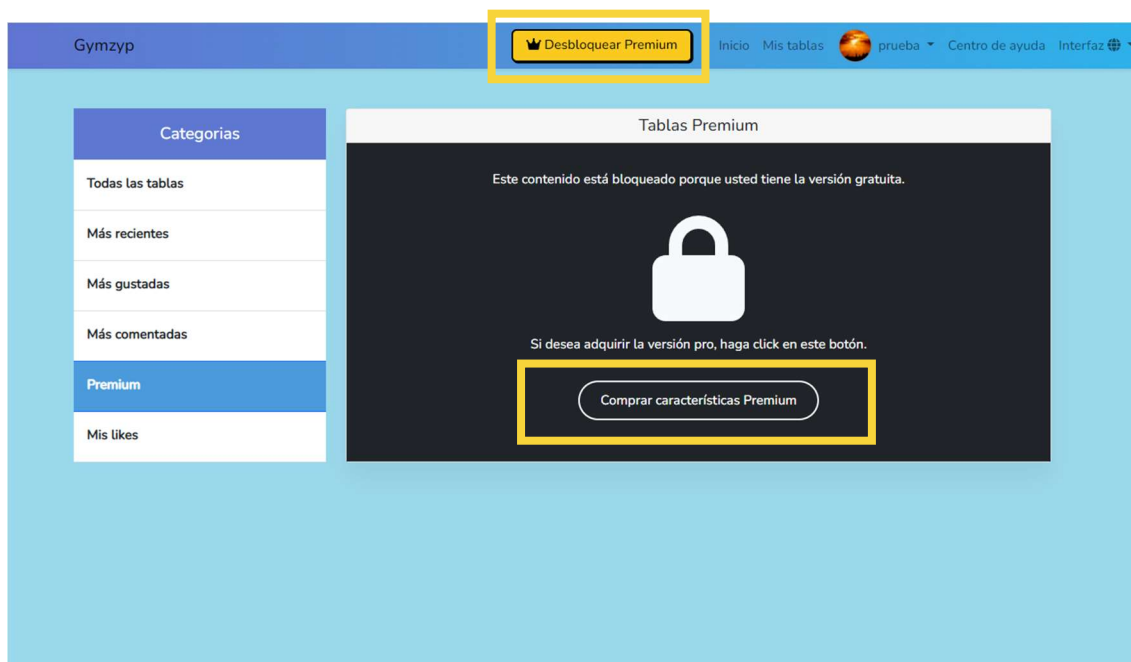 Gymzyp
Desbloquear Premium
Inicio
Mis tablas
prueba
Centro de ayuda
Interfaz
Categorias
Todas las tablas
Más recientes
Más gustadas
Más comentadas
Premium
Mis likes
Tablas Premium
Este contenido está bloqueado porque usted tiene la versión gratuita.
Si desea adquirir la versión pro, haga click en este botón.
Comprar características Premium